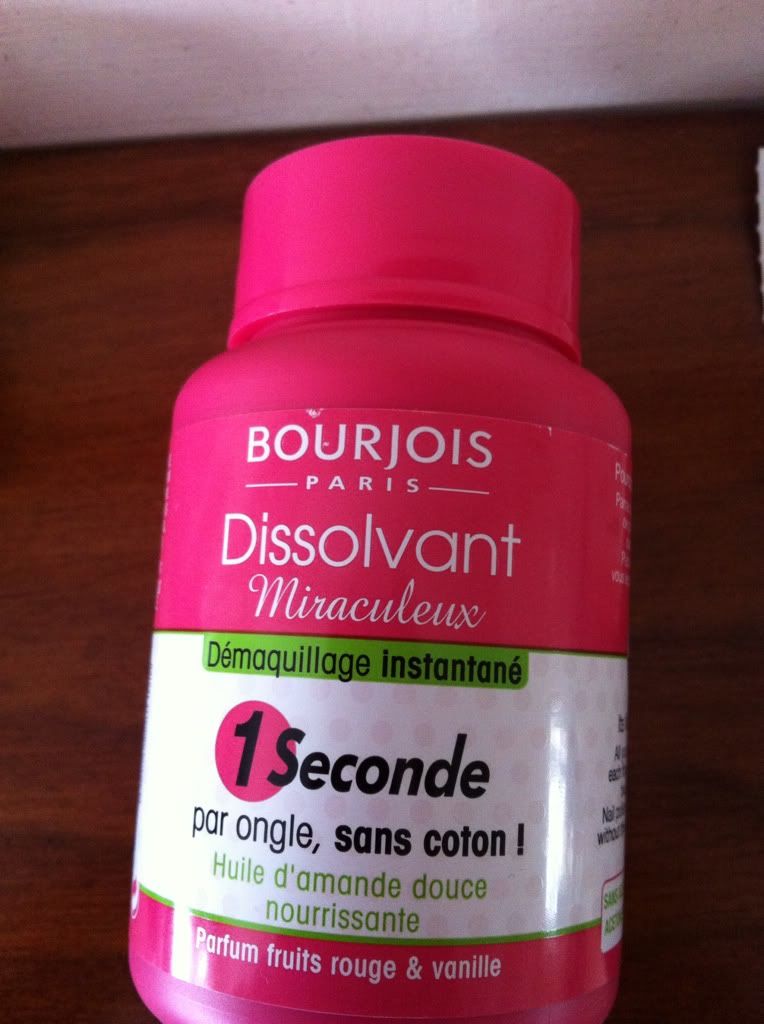 BOURJOIS
PARIS
Dissolvant
Miraculeux
Démaquillage instantané
1 Seconde
par ongle, sans coton !
Huile d'amande douce
nourrissante
Parfum fruits rouge & vanille
SANS